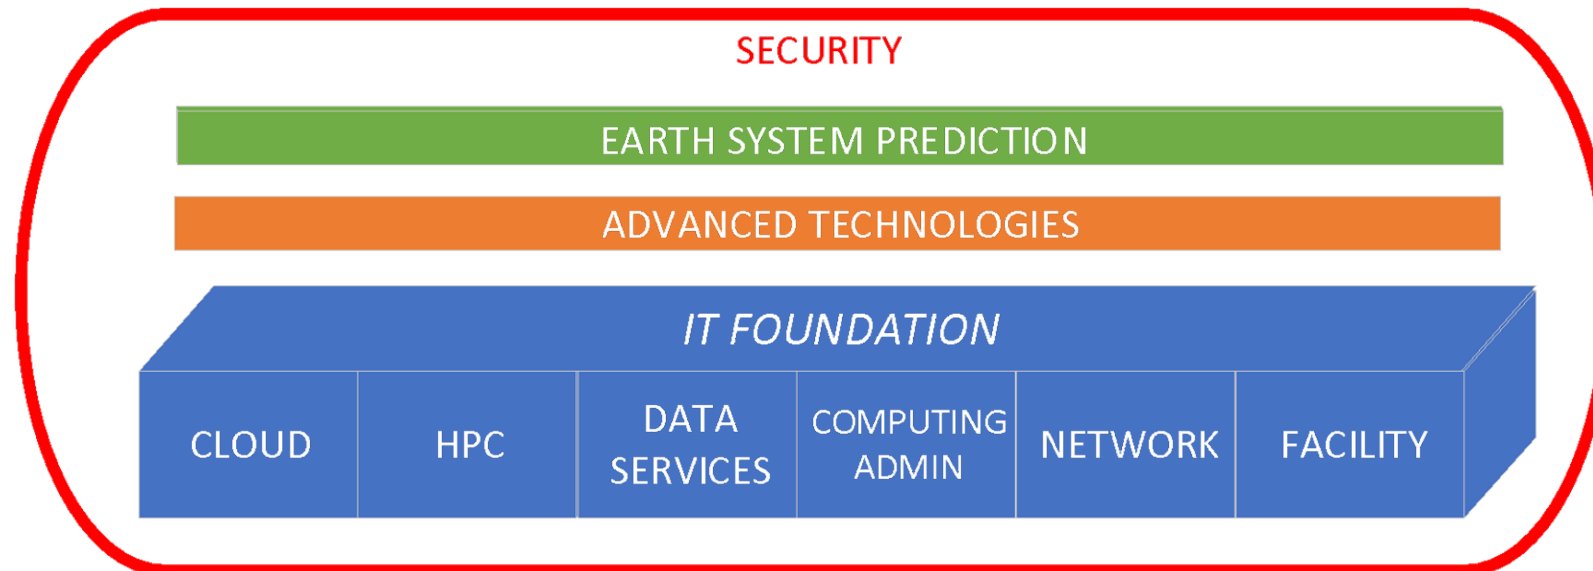 SECURITY
EARTH SYSTEM PREDICTION
ADVANCED TECHNOLOGIES
IT FOUNDATION
CLOUD
HPC
DATA
SERVICES
COMPUTING
ADMIN
NETWORK
FACILITY